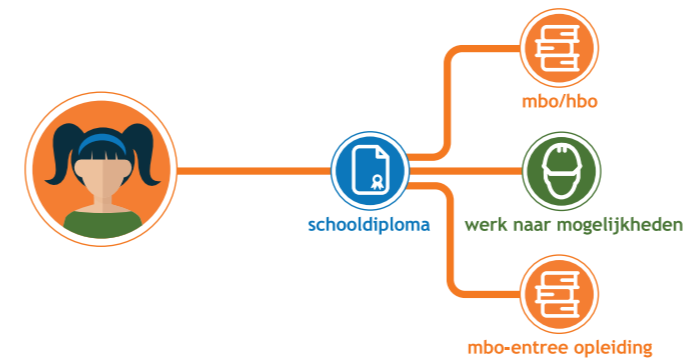 mbo/hbo
schooldiploma
werk naar mogelijkheden
mbo-entree opleiding